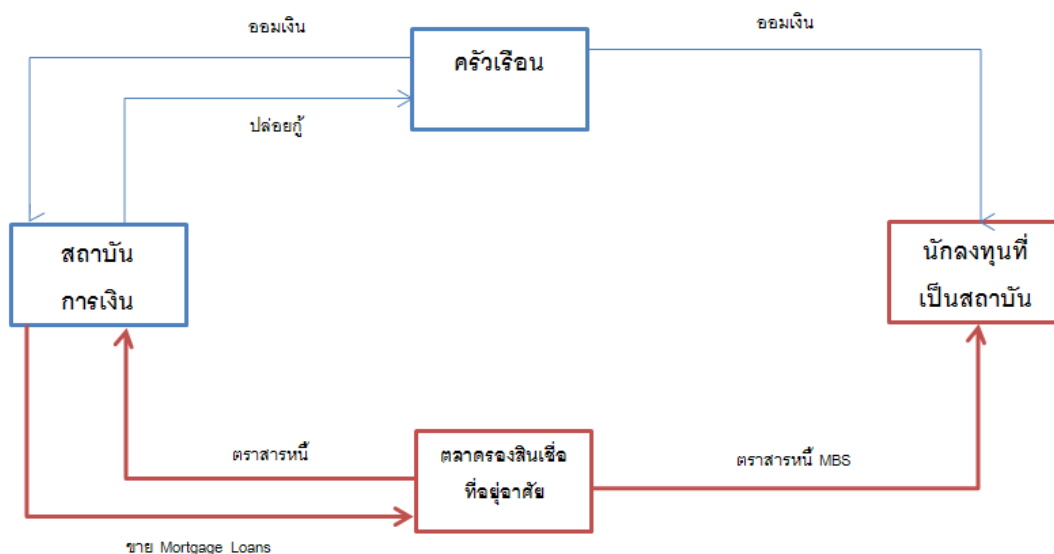 ออมเงิน
ออมเงิน
ครัวเรือน
ปล่อยกู้
สถาบัน
การเงิน
นักลงทุนที่
เป็นสถาบัน
ตราสารหนี้
ตลาดรองสินเชื่อ
ที่อยู่อาศัย
ตราสารหนี้ MBS
ขาย Mortgage Loans